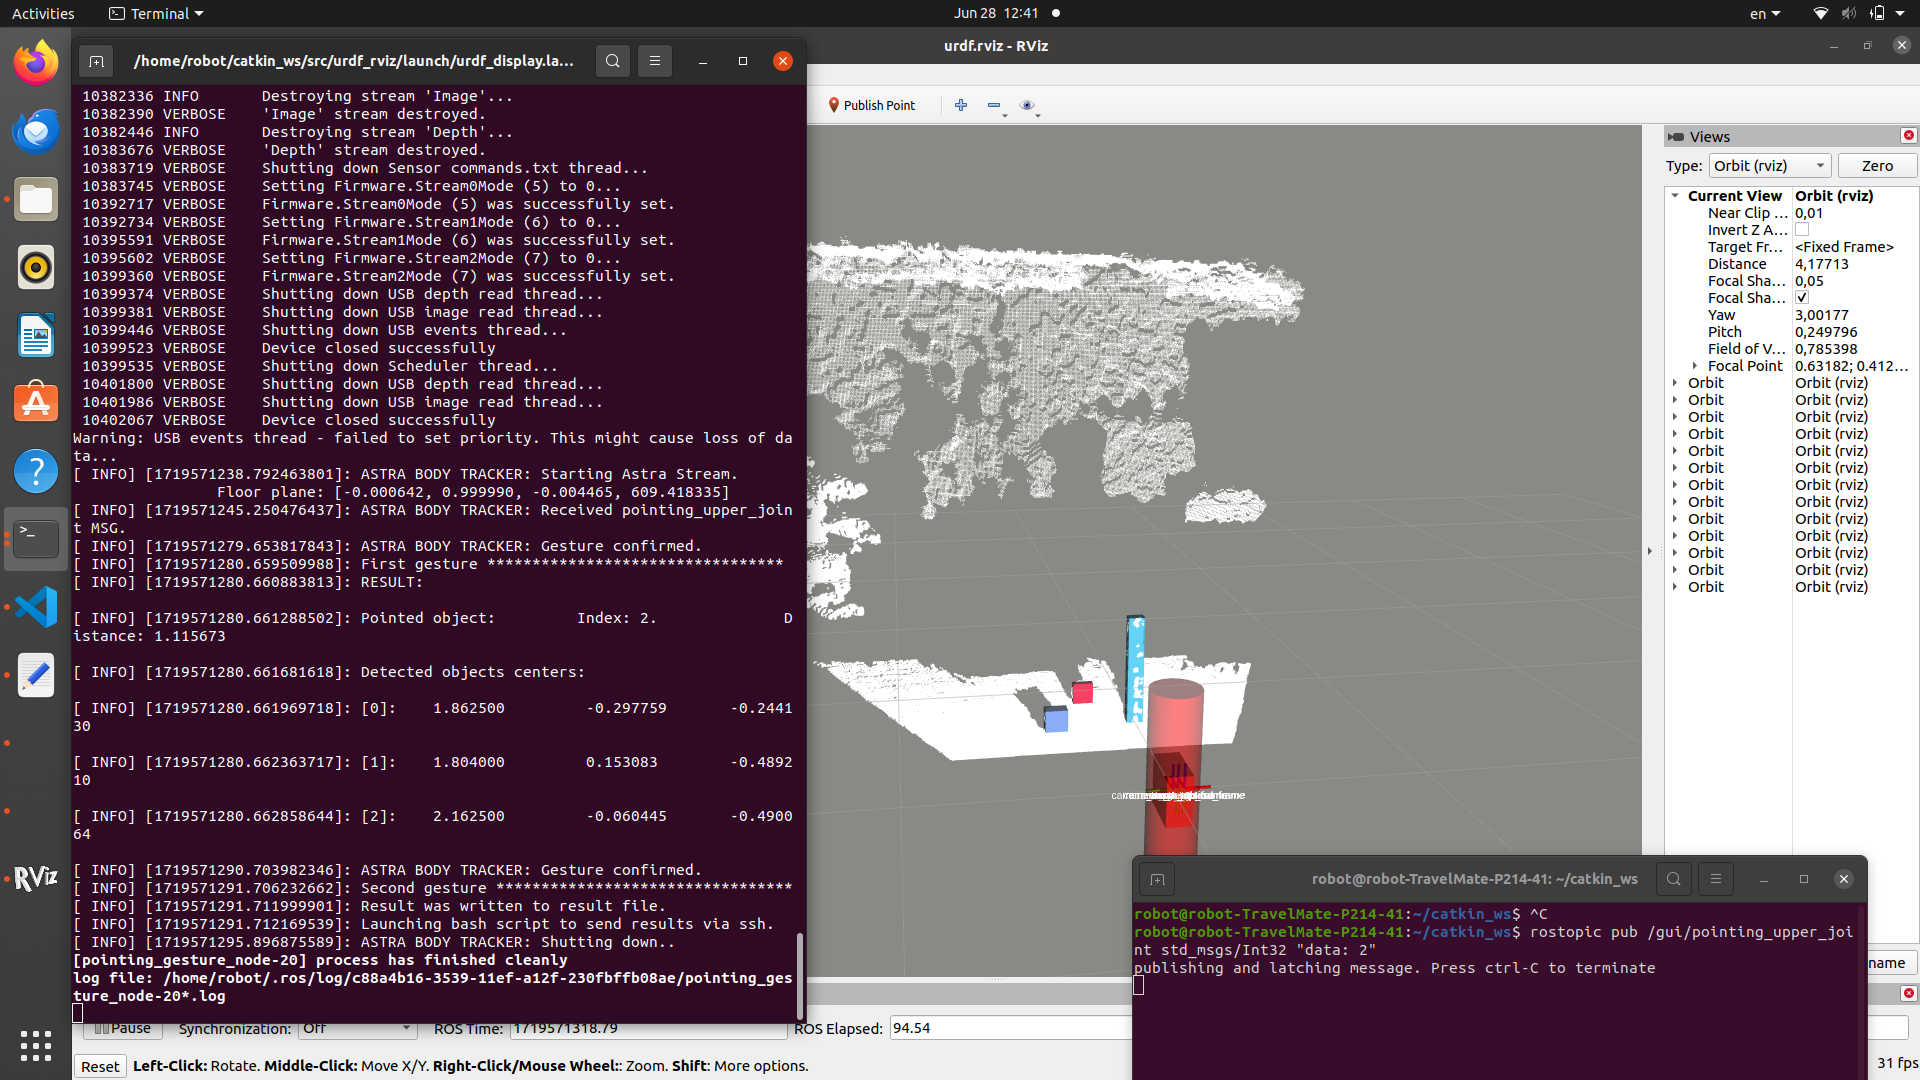 Activities
Terminal
Jun 28  12:41
en
/home/robot/catkin_ws/src/urdf_rviz/launch/urdf_display.la...
10382336 INFO       Destroying stream 'Image'...
10382390 VERBOSE    'Image' stream destroyed.
10382446 INFO       Destroying stream 'Depth'...
10383676 VERBOSE    'Depth' stream destroyed.
10383719 VERBOSE    Shutting down Sensor commands.txt thread...
10383745 VERBOSE    Setting Firmware.Stream0Mode (5) to 0...
10392717 VERBOSE    Firmware.Stream0Mode (5) was successfully set.
10392734 VERBOSE    Setting Firmware.Stream1Mode (6) to 0...
10395591 VERBOSE    Firmware.Stream1Mode (6) was successfully set.
10395602 VERBOSE    Setting Firmware.Stream2Mode (7) to 0...
10399360 VERBOSE    Firmware.Stream2Mode (7) was successfully set.
10399374 VERBOSE    Shutting down USB depth read thread...
10399381 VERBOSE    Shutting down USB image read thread...
10399446 VERBOSE    Shutting down USB events thread...
10399523 VERBOSE    Device closed successfully
10399535 VERBOSE    Shutting down Scheduler thread...
10401800 VERBOSE    Shutting down USB depth read thread...
10401986 VERBOSE    Shutting down USB image read thread...
10402067 VERBOSE    Device closed successfully
Warning: USB events thread - failed to set priority. This might cause loss of da
ta...
[ INFO] [1719571238.792463801]: ASTRA BODY TRACKER: Starting Astra Stream.
Floor plane: [-0.000642, 0.999990, -0.004465, 609.418335]
[ INFO] [1719571245.250476437]: ASTRA BODY TRACKER: Received pointing_upper_join
t MSG.
[ INFO] [1719571279.653817843]: ASTRA BODY TRACKER: Gesture confirmed.
[ INFO] [1719571280.659509988]: First gesture *********************************
[ INFO] [1719571280.660883813]: RESULT:
[ INFO] [1719571280.661288502]: Pointed object:         Index: 2.              D
istance: 1.115673
[ INFO] [1719571280.661681618]: Detected objects centers:
[ INFO] [1719571280.661969718]: [0]:    1.862500         -0.297759       -0.2441
30
[ INFO] [1719571280.662363717]: [1]:    1.804000         0.153083        -0.4892
10
[ INFO] [1719571280.662858644]: [2]:    2.162500         -0.060445       -0.4900
64
[ INFO] [1719571290.703982346]: ASTRA BODY TRACKER: Gesture confirmed.
[ INFO] [1719571291.706232662]: Second gesture *********************************
[ INFO] [1719571291.711999901]: Result was written to result file.
[ INFO] [1719571291.712169539]: Launching bash script to send results via ssh.
[ INFO] [1719571295.896875589]: ASTRA BODY TRACKER: Shutting down..
[pointing_gesture_node-20] process has finished cleanly
log file: /home/robot/.ros/log/c88a4b16-3539-11ef-a12f-230fbffb08ae/pointing_ges
ture_node-20*.log
urdf.rviz - RViz
Publish Point
Views
Type: Orbit (rviz) Zero
Current View Orbit (rviz)
Near Clip ... 0,01
Invert Z A...
Target Fr... <Fixed Frame>
Distance 4,17713
Focal Sha... 0,05
Focal Sha...
Yaw 3,00177
Pitch 0,249796
Field of V... 0,785398
Focal Point 0.63182; 0.412...
Orbit Orbit (rviz)
Orbit Orbit (rviz)
Orbit Orbit (rviz)
Orbit Orbit (rviz)
Orbit Orbit (rviz)
Orbit Orbit (rviz)
Orbit Orbit (rviz)
Orbit Orbit (rviz)
Orbit Orbit (rviz)
Orbit Orbit (rviz)
Orbit Orbit (rviz)
Orbit Orbit (rviz)
Orbit Orbit (rviz)
RViz
robot@robot-TravelMate-P214-41: ~/catkin_ws
robot@robot-TravelMate-P214-41:~/catkin_ws$ ^C
robot@robot-TravelMate-P214-41:~/catkin_ws$ rostopic pub /gui/pointing_upper_joi
nt std_msgs/Int32 "data: 2"
publishing and latching message. Press ctrl-C to terminate
name
Pause Synchronization: Off ROS Time: 1719571318.79 ROS Elapsed: 94.54
Reset Left-Click: Rotate. Middle-Click: Move X/Y. Right-Click/Mouse Wheel:: Zoom. Shift: More options.
31 fps